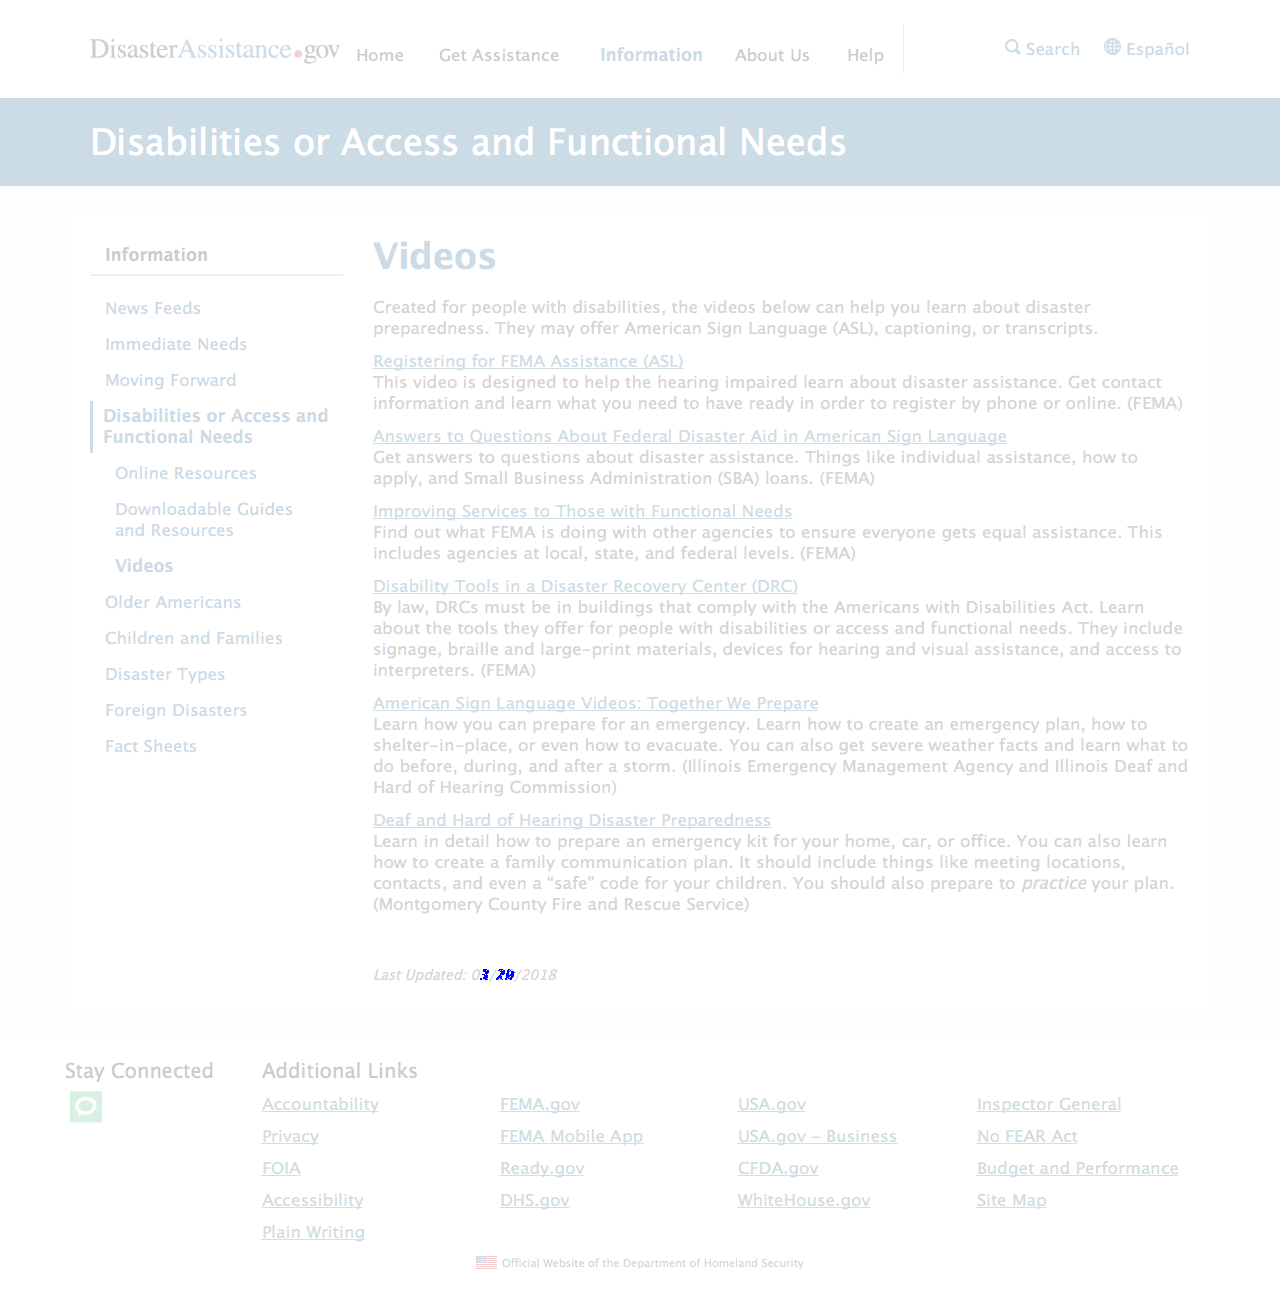 DisasterAssistance.gov Home Get Assistance Information About Us Help Search Español
Disabilities or Access and Functional Needs
Information
News Feeds
Immediate Needs
Moving Forward
Disabilities or Access and
Functional Needs
Online Resources
Downloadable Guides
and Resources
Videos
Older Americans
Children and Families
Disaster Types
Foreign Disasters
Fact Sheets
Videos
Created for people with disabilities, the videos below can help you learn about disaster
preparedness. They may offer American Sign Language (ASL), captioning, or transcripts.
Registering for FEMA Assistance (ASL)
This video is designed to help the hearing impaired learn about disaster assistance. Get contact
information and learn what you need to have ready in order to register by phone or online. (FEMA)
Answers to Questions About Federal Disaster Aid in American Sign Language
Get answers to questions about disaster assistance. Things like individual assistance, how to
apply, and Small Business Administration (SBA) loans. (FEMA)
Improving Services to Those with Functional Needs
Find out what FEMA is doing with other agencies to ensure everyone gets equal assistance. This
includes agencies at local, state, and federal levels. (FEMA)
Disability Tools in a Disaster Recovery Center (DRC)
By law, DRCs must be in buildings that comply with the Americans with Disabilities Act. Learn
about the tools they offer for people with disabilities or access and functional needs. They include
signage, braille and large-print materials, devices for hearing and visual assistance, and access to
interpreters. (FEMA)
American Sign Language Videos: Together We Prepare
Learn how you can prepare for an emergency. Learn how to create an emergency plan, how to
shelter-in-place, or even how to evacuate. You can also get severe weather facts and learn what to
do before, during, and after a storm. (Illinois Emergency Management Agency and Illinois Deaf and
Hard of Hearing Commission)
Deaf and Hard of Hearing Disaster Preparedness
Learn in detail how to prepare an emergency kit for your home, car, or office. You can also learn
how to create a family communication plan. It should include things like meeting locations,
contacts, and even a “safe” code for your children. You should also prepare to practice your plan.
(Montgomery County Fire and Rescue Service)
Last Updated: /2018
Stay Connected
Additional Links
Accountability FEMA.gov USA.gov Inspector General
Privacy FEMA Mobile App USA.gov - Business No FEAR Act
FOIA Ready.gov CFDA.gov Budget and Performance
Accessibility DHS.gov WhiteHouse.gov Site Map
Plain Writing
Official Website of the Department of Homeland Security